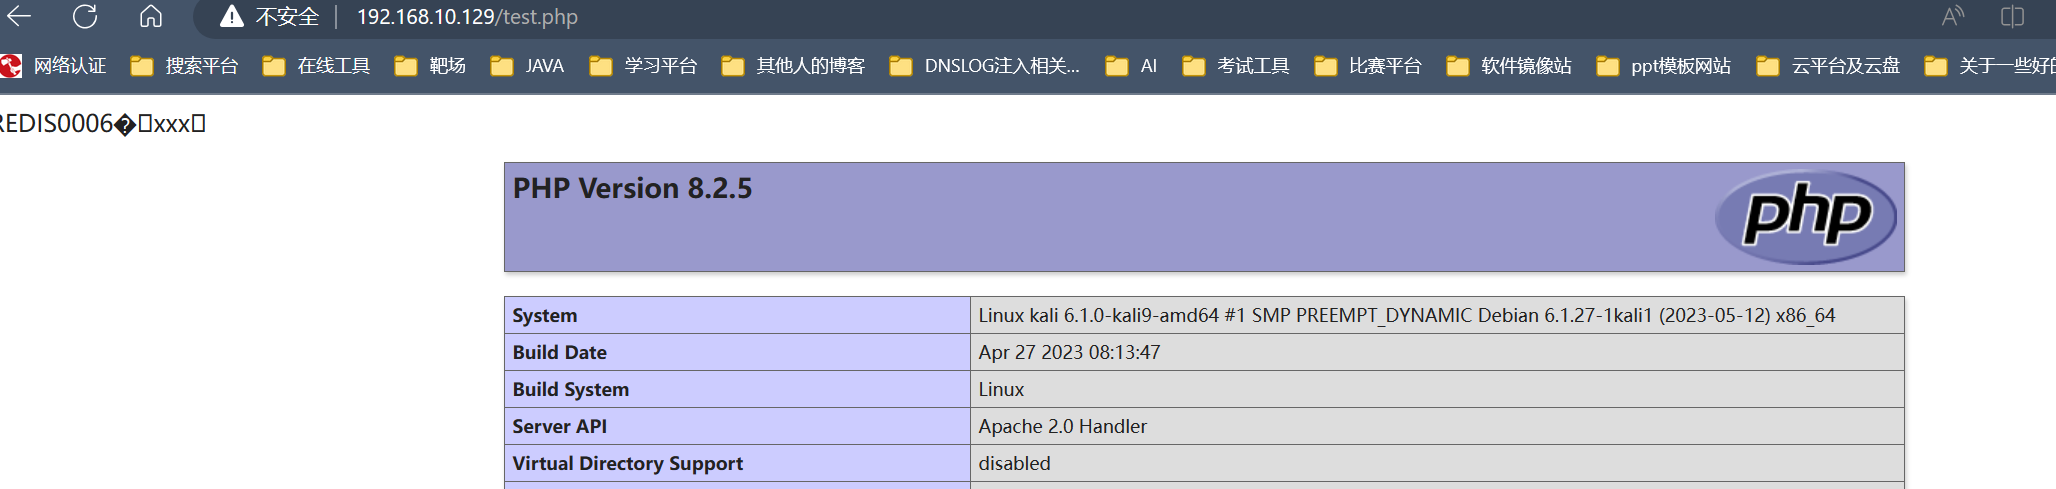 不安全 192.168.10.129/test.php
网络认证 搜索平台 在线工具 靶场 JAVA 学习平台 其他人的博客 DNSLOG注入相关... AI 考试工具 比赛平台 软件镜像站 ppt模板网站 云平台及云盘 关于一些好的
REDIS0006�xxx
PHP Version 8.2.5
php
System Linux kali 6.1.0-kali9-amd64 #1 SMP PREEMPT_DYNAMIC Debian 6.1.27-1kali1 (2023-05-12) x86_64
Build Date Apr 27 2023 08:13:47
Build System Linux
Server API Apache 2.0 Handler
Virtual Directory Support disabled